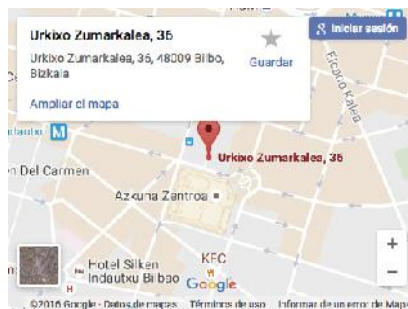 Urkixo Zumarkalea, 36
Urkixo Zumarkalea, 36, 48009 Bilbo,
Bizkaia
Guardar
Ampliar el mapa
Iniciar sesión
Kalea
M
Urkixo Zumarkalea, 36
Del Carmen
Azkuna Zentroa
KFC
Hotel Silken
Indautxu Bilbao
H
Google
+
−
©2016 Google - Datos de mapas
Términos de uso
Informar de un error de Maps